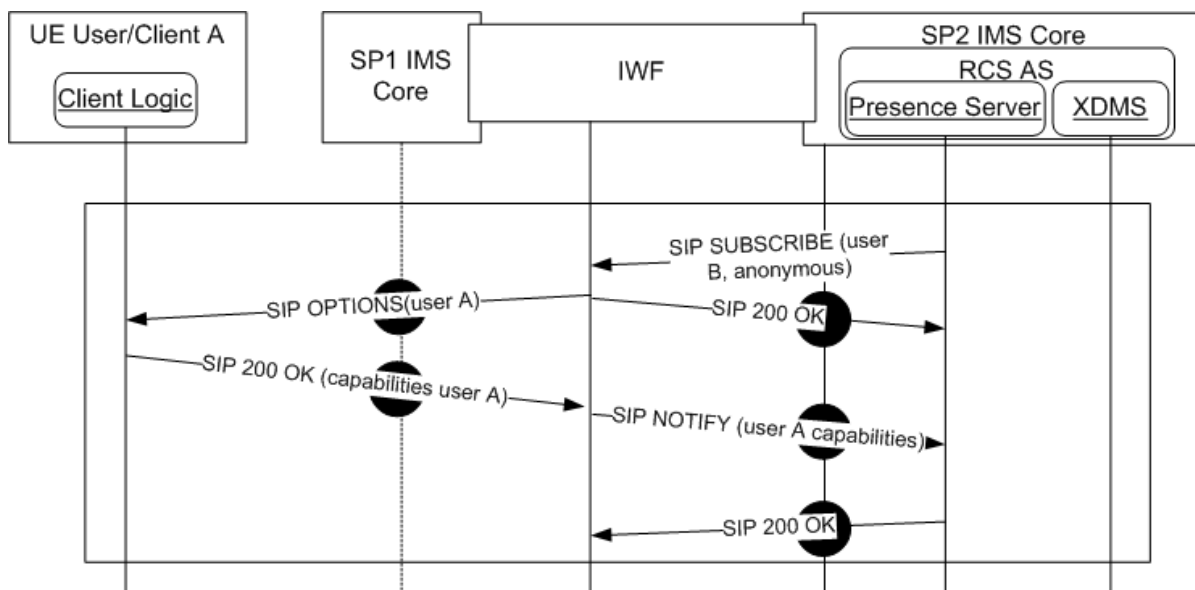 UE User/Client A
Client Logic
SP1 IMS
Core
IWF
SP2 IMS Core
RCS AS
Presence Server
XDMS
SIP SUBSCRIBE (user
B, anonymous)
SIP OPTIONS(user A)
SIP 200 OK
SIP 200 OK (capabilities user A)
SIP NOTIFY (user A capabilities)
SIP 200 OK